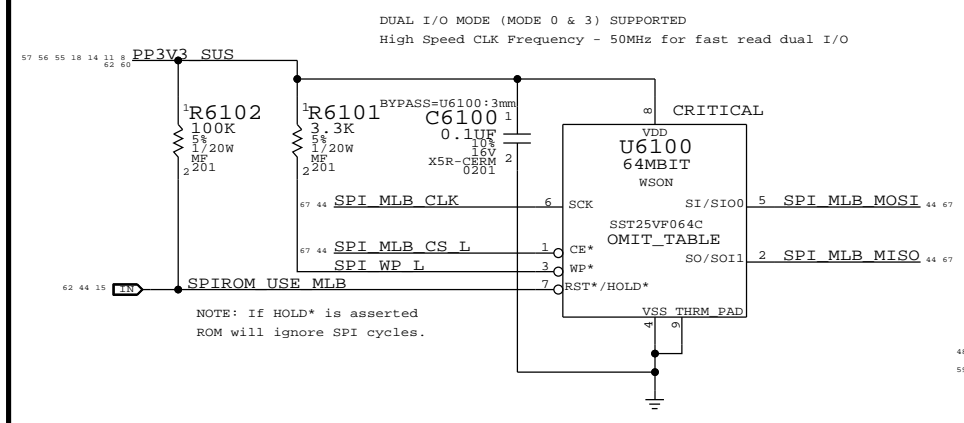 DUAL I/O MODE (MODE 0 & 3) SUPPORTED
High Speed CLK Frequency - 50MHz for fast read dual I/O
57 56 55 18 14 11 8 PP3V3_SUS
62 60
BYPASS=U6100:3mm
1 R6102
100K
5%
1/20W
MF
2 201
1 R6101
3.3K
5%
1/20W
MF
2 201
C6100 1
0.1UF
10%
16V
X5R-CERM 2
0201
8 CRITICAL
VDD
U6100
64MBIT
WSON
67 44 SPI_MLB_CLK 6 SCK
SI/SIO0 5 SPI_MLB_MOSI 44 67
SST25VF064C
OMIT_TABLE
67 44 SPI_MLB_CS_L 1 CE*
SO/SOI1 2 SPI_MLB_MISO 44 67
SPI_WP_L 3 WP*
62 44 15 IN SPIROM_USE_MLB 7 RST*/HOLD*
NOTE: If HOLD* is asserted
ROM will ignore SPI cycles.
VSS THRM_PAD
4 9
48
59